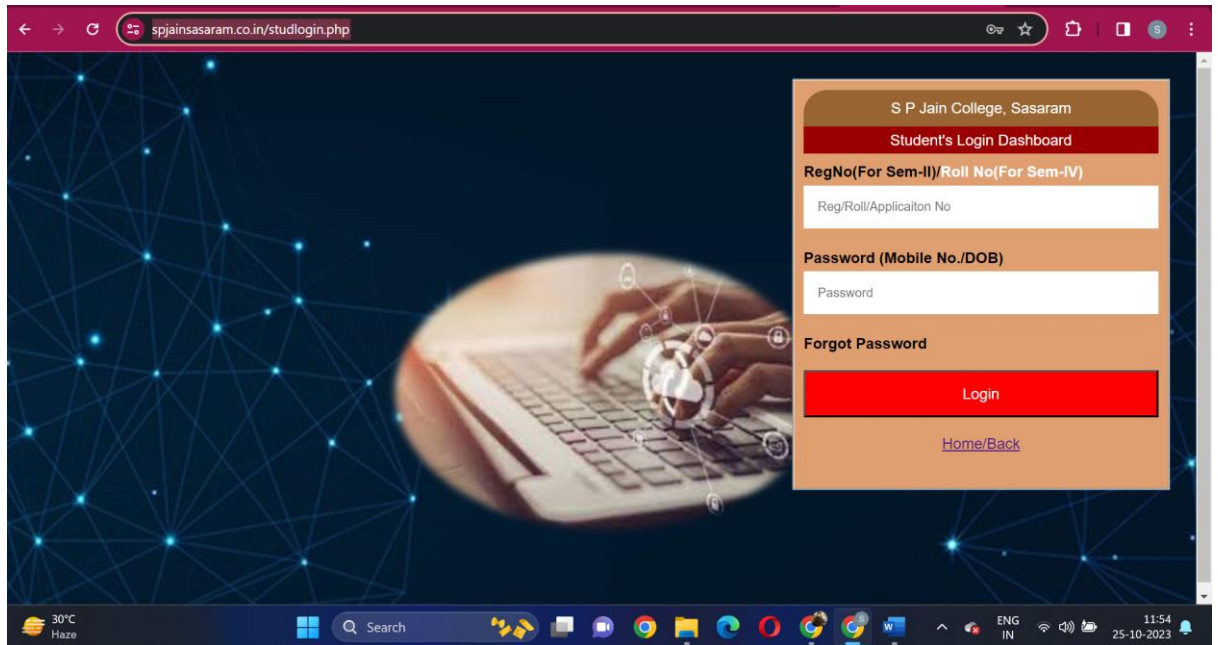 spjainsasaram.co.in/studlogin.php
S
S P Jain College, Sasaram
Student's Login Dashboard
RegNo(For Sem-II)/Roll No(For Sem-IV)
Reg/Roll/Applicaiton No
Password (Mobile No./DOB)
Password
Forgot Password
Login
Home/Back
30°C
Haze
Search
W
S
ENG
IN
11:54
25-10-2023